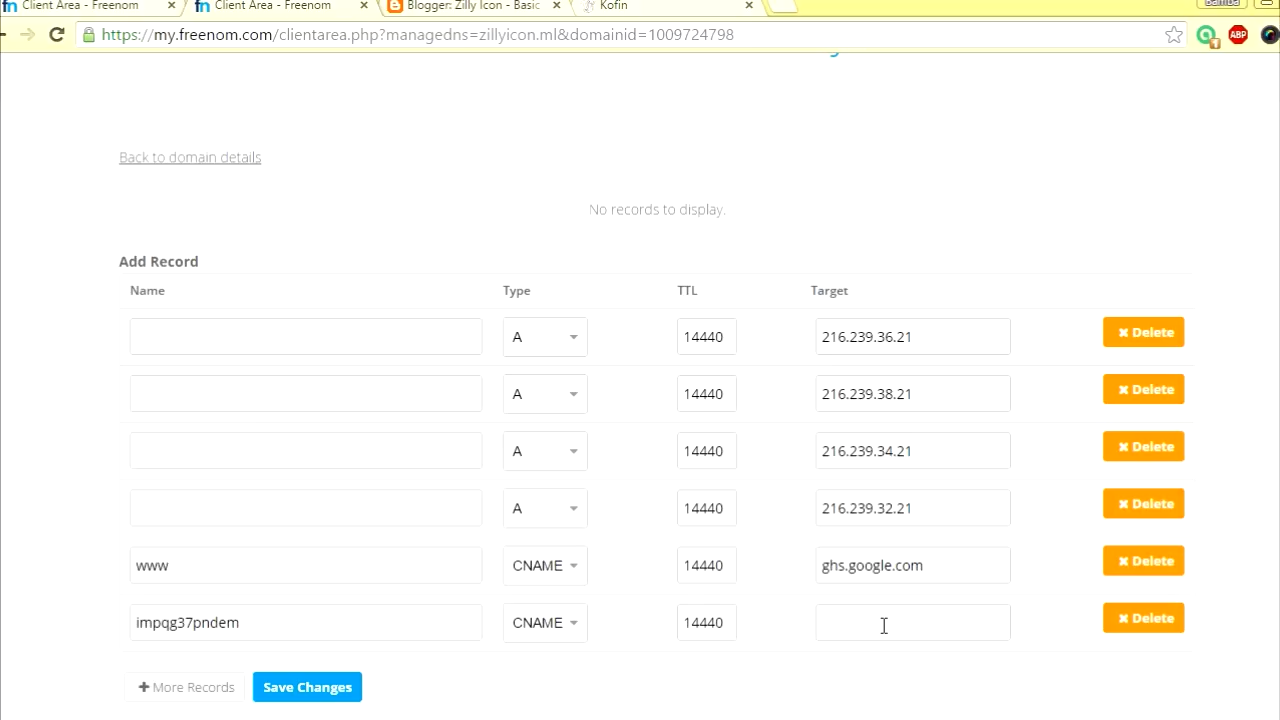 Client Area - Freenom
Client Area - Freenom
Blogger: Zilly Icon - Basic
Kofin
Bamba
https://my.freenom.com/clientarea.php?managedns=zillyicon.ml&domainid=1009724798
1
ABP
Back to domain details
No records to display.
Add Record
Name Type TTL Target
A 14440 216.239.36.21 Delete
A 14440 216.239.38.21 Delete
A 14440 216.239.34.21 Delete
A 14440 216.239.32.21 Delete
www CNAME 14440 ghs.google.com Delete
impqg37pndem CNAME 14440 Delete
More Records Save Changes